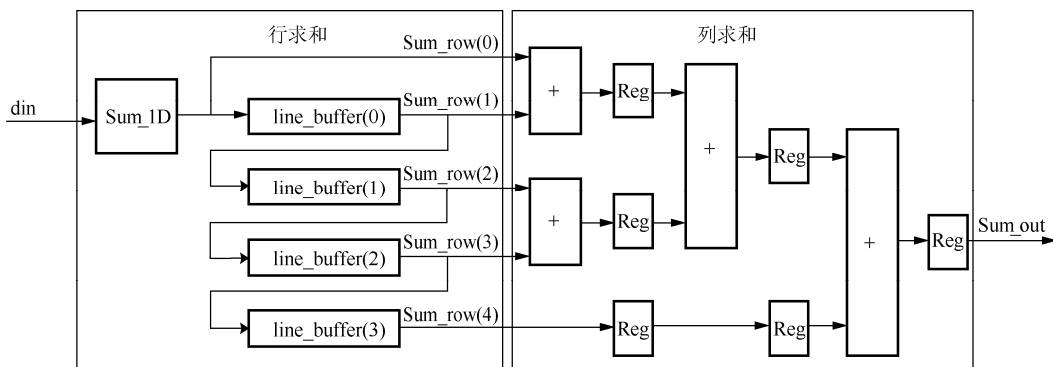 行求和
列求和
din
Sum_1D
Sum_row(0)
line_buffer(0)
Sum_row(1)
line_buffer(1)
Sum_row(2)
line_buffer(2)
Sum_row(3)
line_buffer(3)
Sum_row(4)
+
+
Reg
Reg
Reg
+
Reg
Reg
+
Reg
Sum_out